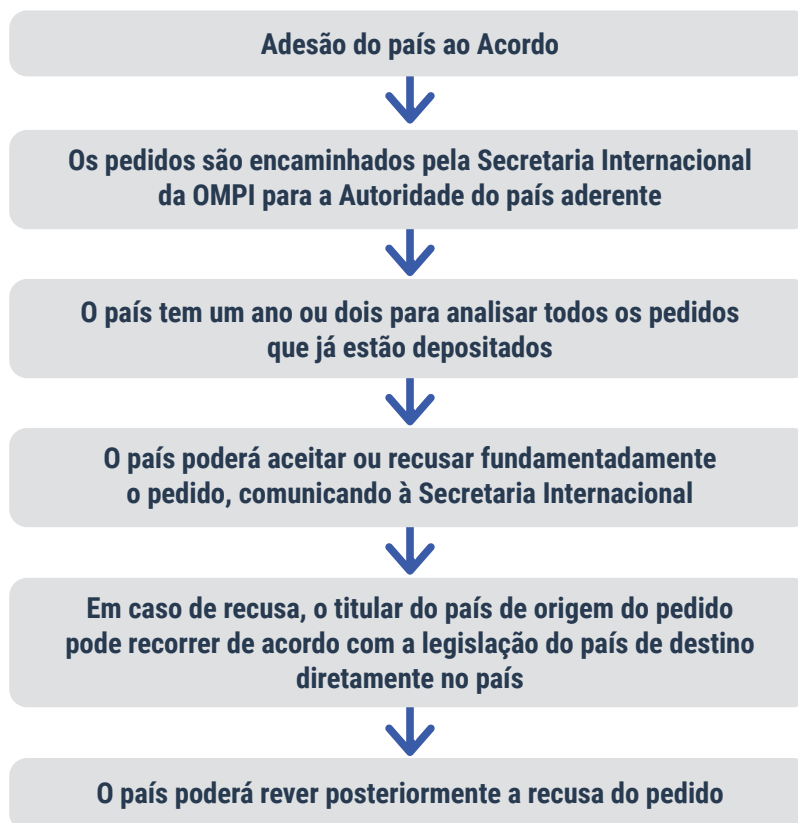 Adesão do país ao Acordo
Os pedidos são encaminhados pela Secretaria Internacional
da OMPI para a Autoridade do país aderente
O país tem um ano ou dois para analisar todos os pedidos
que já estão depositados
O país poderá aceitar ou recusar fundamentadamente
o pedido, comunicando à Secretaria Internacional
Em caso de recusa, o titular do país de origem do pedido
pode recorrer de acordo com a legislação do país de destino
diretamente no país
O país poderá rever posteriormente a recusa do pedido